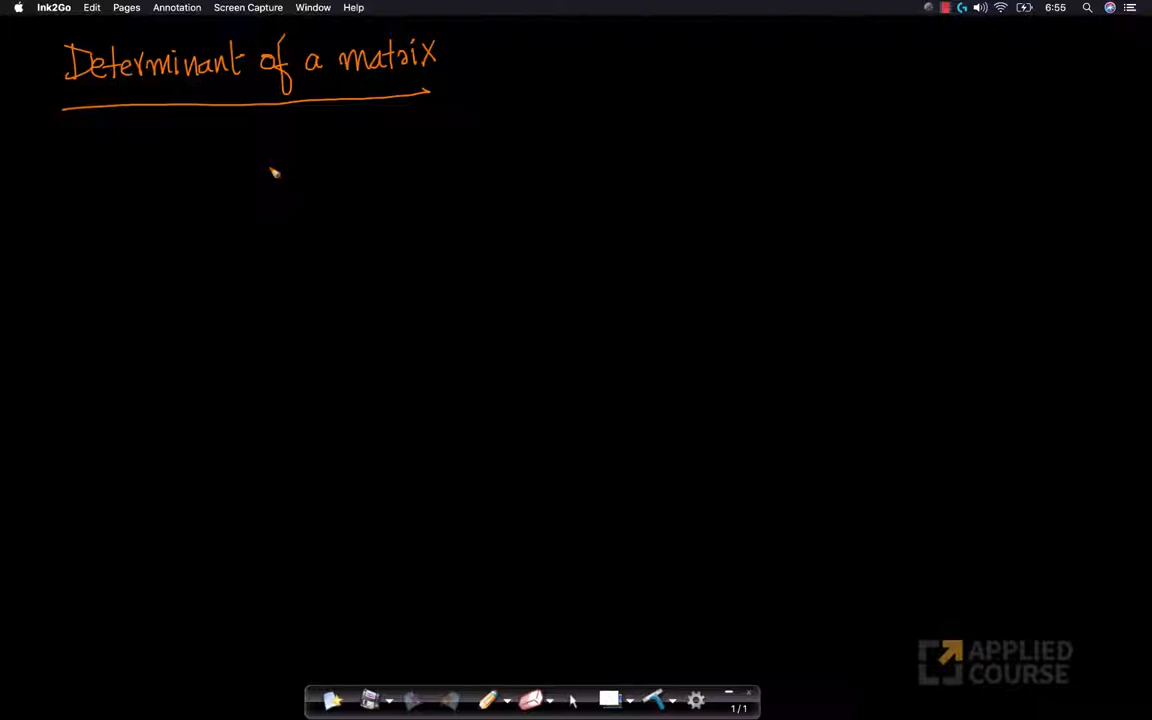 Ink2Go Edit Pages Annotation Screen Capture Window Help 6:55
Determinant of a matrix
APPLIED
COURSE
1/1